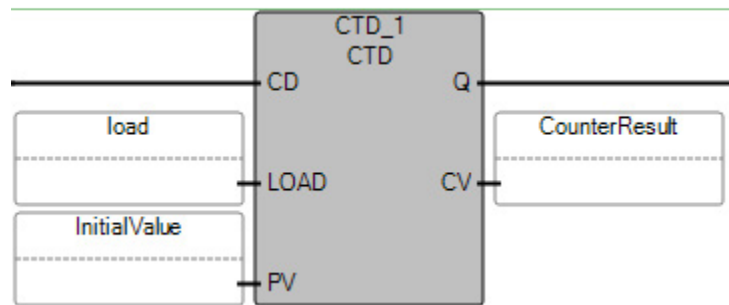 CTD_1
CTD
CD
Q
load
CounterResult
LOAD
CV
InitialValue
PV